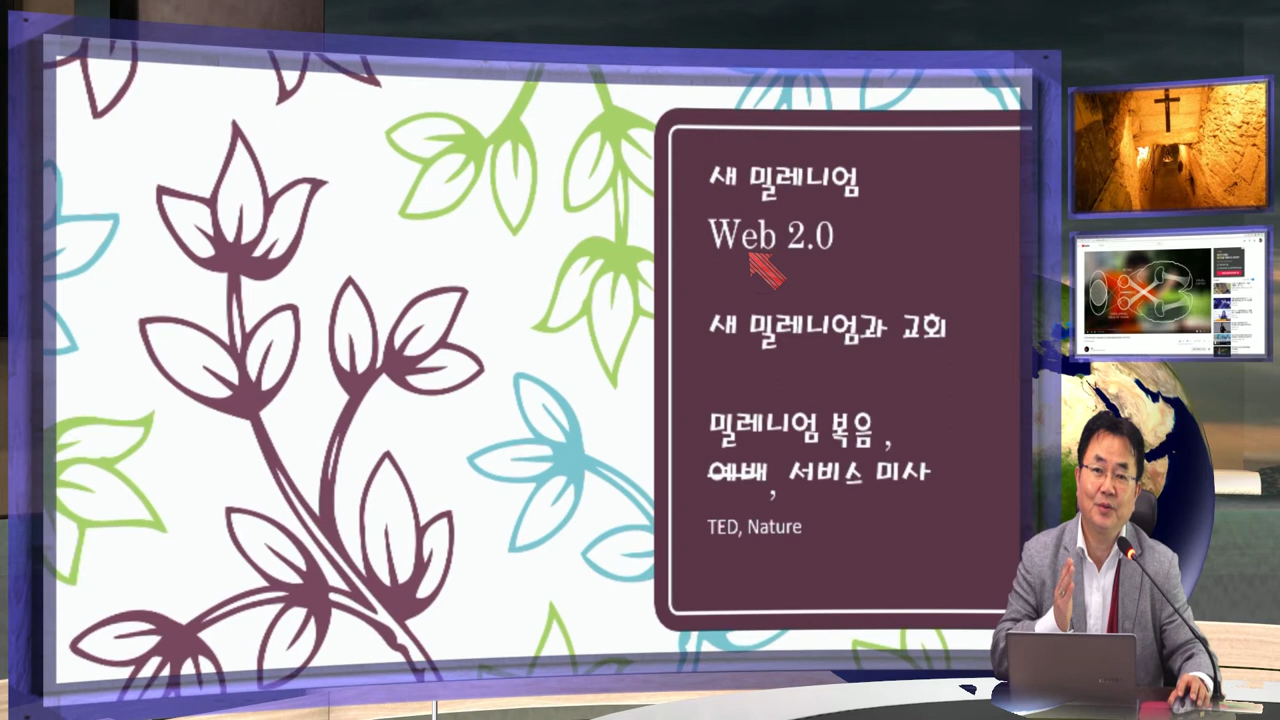 새 밀레니엄
Web 2.0
새 밀레니엄과 교회
밀레니엄 복음 ,
예배, 서비스 미사
TED, Nature